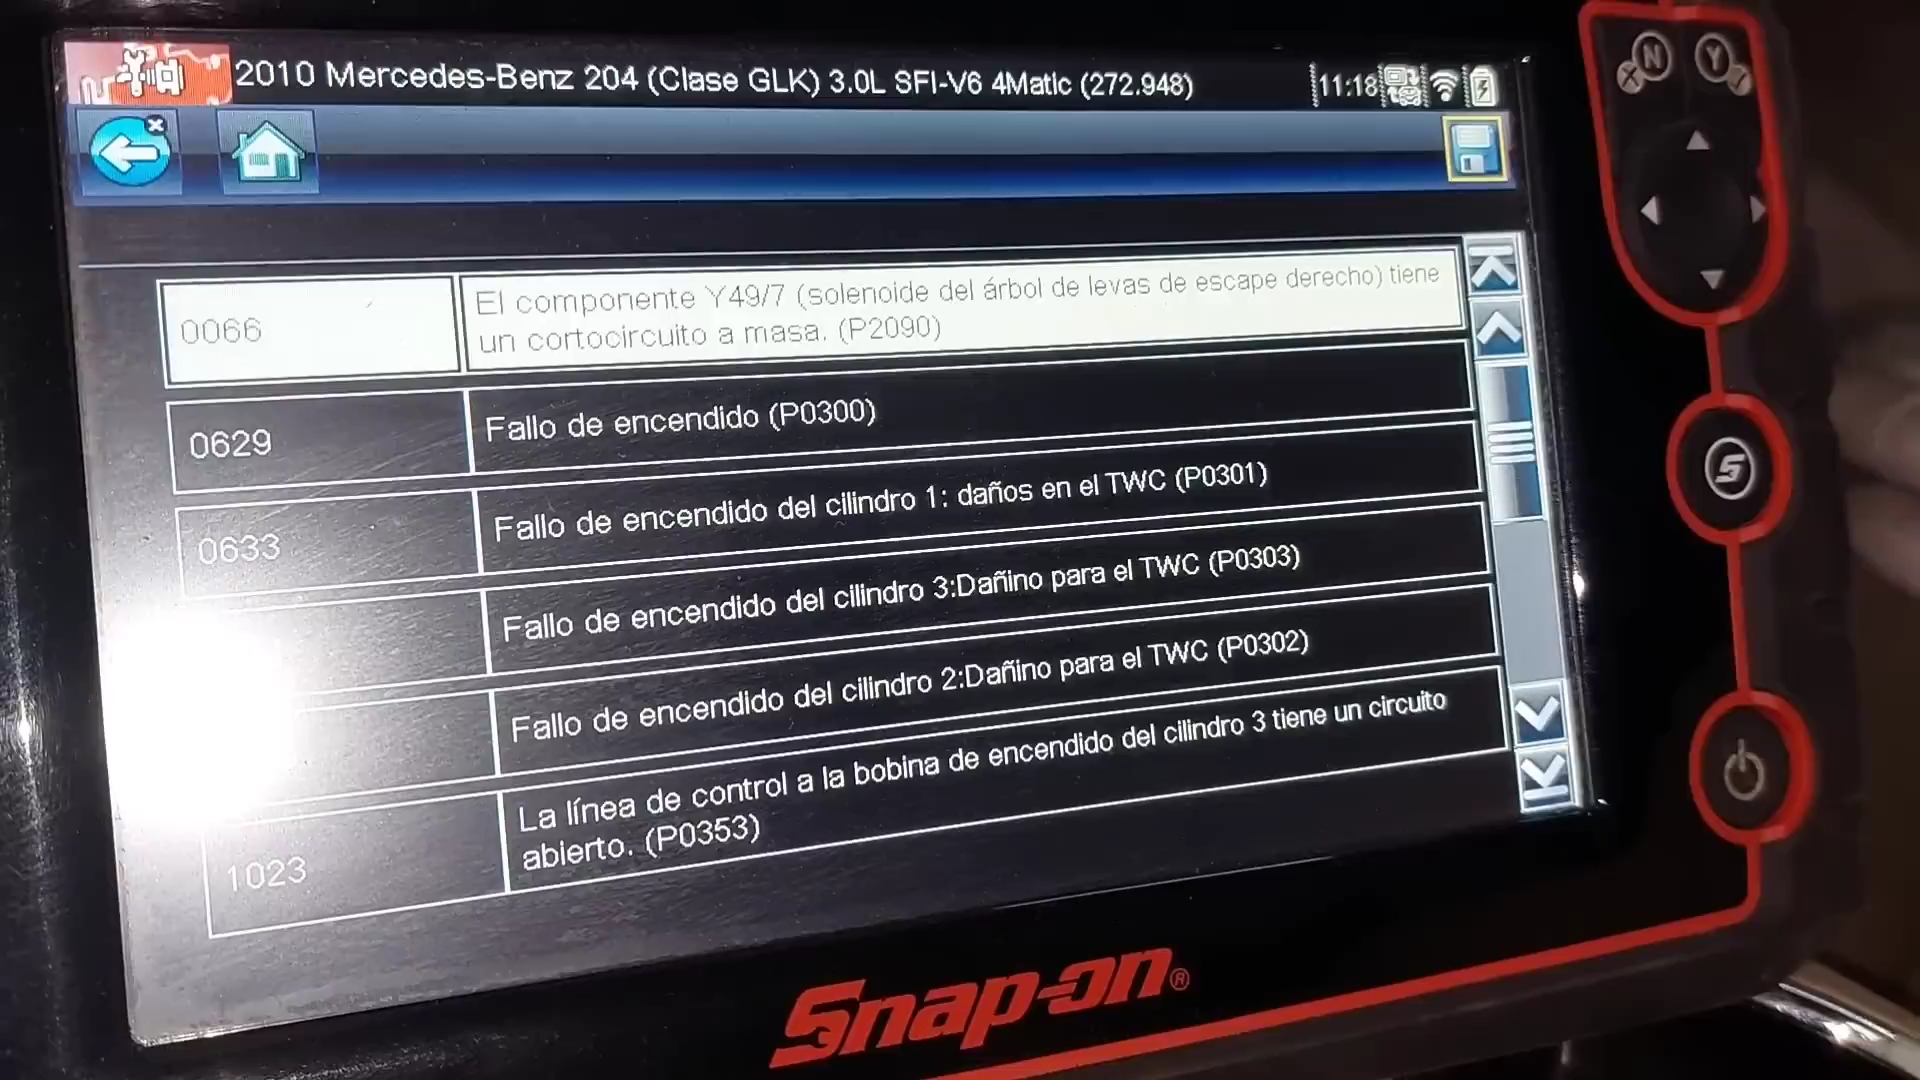 2010 Mercedes-Benz 204 (Clase GLK) 3.0L SFI-V6 4Matic (272.948)
11:18
N
Y
0066
El componente Y49/7 (solenoide del árbol de levas de escape derecho) tiene
un cortocircuito a masa. (P2090)
0629
Fallo de encendido (P0300)
0633
Fallo de encendido del cilindro 1: daños en el TWC (P0301)
Fallo de encendido del cilindro 3:Dañino para el TWC (P0303)
Fallo de encendido del cilindro 2:Dañino para el TWC (P0302)
1023
La línea de control a la bobina de encendido del cilindro 3 tiene un circuito
abierto. (P0353)
S
Snap-on®